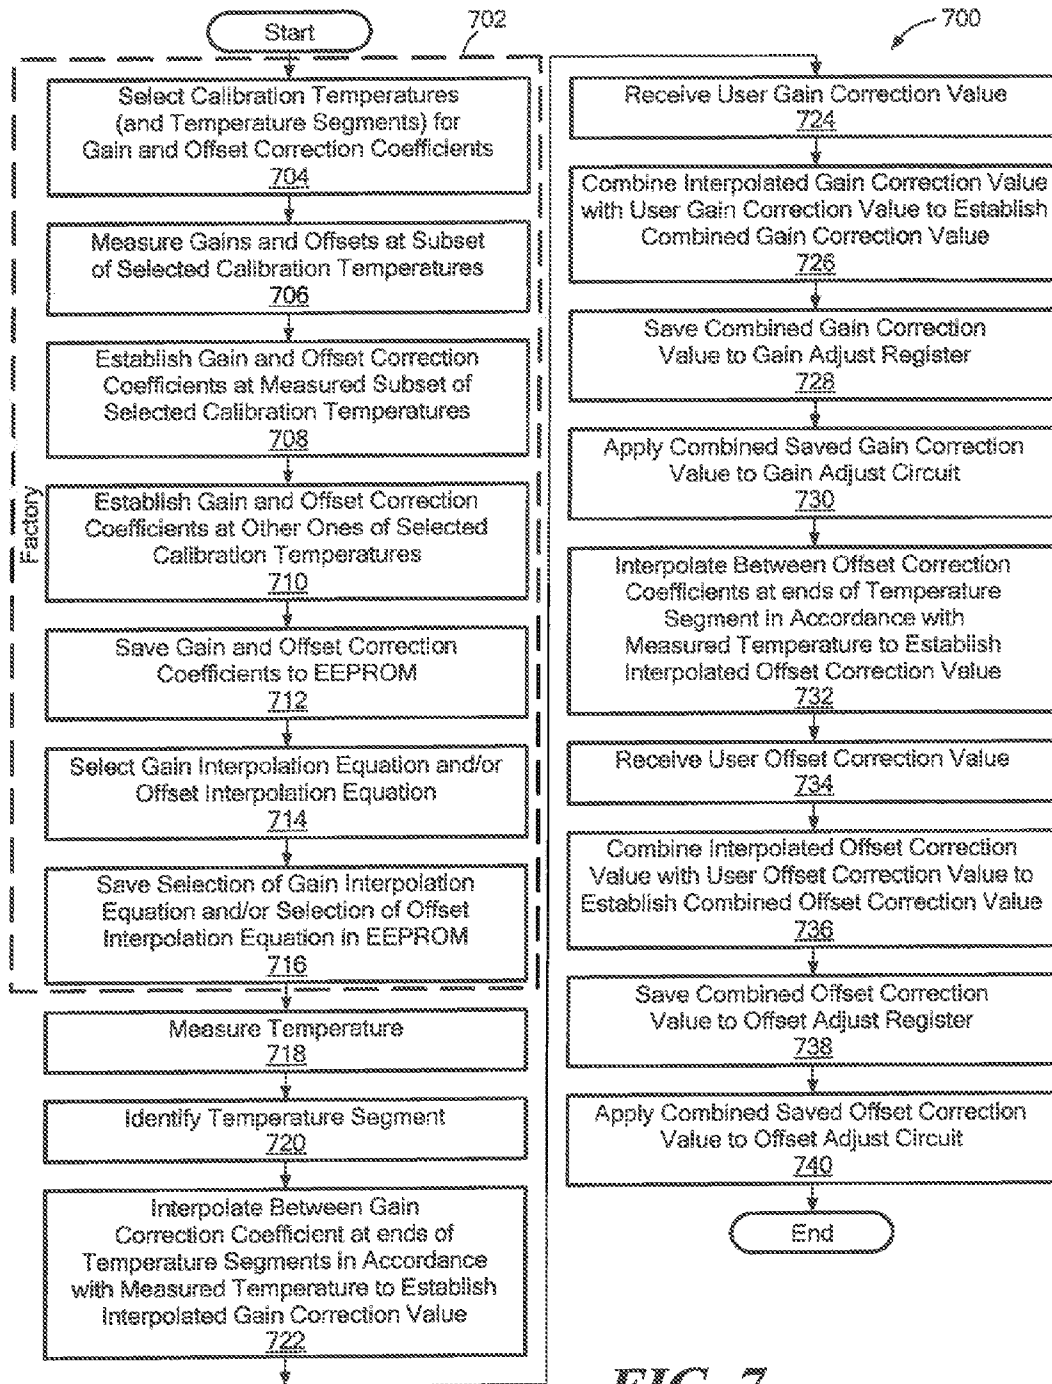 Start
702
700
Factory
Select Calibration Temperatures
(and Temperature Segments) for
Gain and Offset Correction Coefficients
704
Measure Gains and Offsets at Subset
of Selected Calibration Temperatures
706
Establish Gain and Offset Correction
Coefficients at Measured Subset of
Selected Calibration Temperatures
708
Establish Gain and Offset Correction
Coefficients at Other Ones of Selected
Calibration Temperatures
710
Save Gain and Offset Correction
Coefficients to EEPROM
712
Select Gain Interpolation Equation and/or
Offset Interpolation Equation
714
Save Selection of Gain Interpolation
Equation and/or Selection of Offset
Interpolation Equation in EEPROM
716
Measure Temperature
718
Identify Temperature Segment
720
Interpolate Between Gain
Correction Coefficient at ends of
Temperature Segments in Accordance
with Measured Temperature to Establish
Interpolated Gain Correction Value
722
Receive User Gain Correction Value
724
Combine Interpolated Gain Correction Value
with User Gain Correction Value to Establish
Combined Gain Correction Value
726
Save Combined Gain Correction
Value to Gain Adjust Register
728
Apply Combined Saved Gain Correction
Value to Gain Adjust Circuit
730
Interpolate Between Offset Correction
Coefficients at ends of Temperature
Segment in Accordance with
Measured Temperature to Establish
Interpolated Offset Correction Value
732
Receive User Offset Correction Value
734
Combine Interpolated Offset Correction
Value with User Offset Correction Value to
Establish Combined Offset Correction Value
736
Save Combined Offset Correction
Value to Offset Adjust Register
738
Apply Combined Saved Offset Correction
Value to Offset Adjust Circuit
740
End
FIG. 7